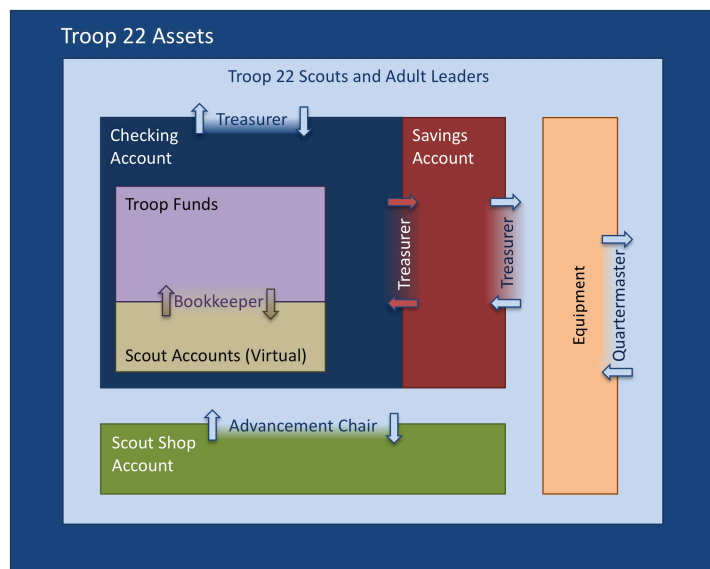 Troop 22 Assets
Troop 22 Scouts and Adult Leaders
Treasurer
Checking
Account
Savings
Account
Troop Funds
Treasurer
Treasurer
Bookkeeper
Scout Accounts (Virtual)
Equipment
Quartermaster
Advancement Chair
Scout Shop
Account